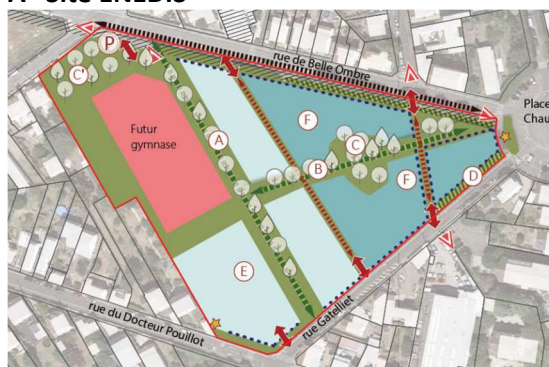 A- Site ENEDIS
rue de Belle Ombre
P
C'
Place
Chau
Futur
gymnase
A
F
C
B
F
D
E
rue du Docteur Pouillot
rue Gatelliet